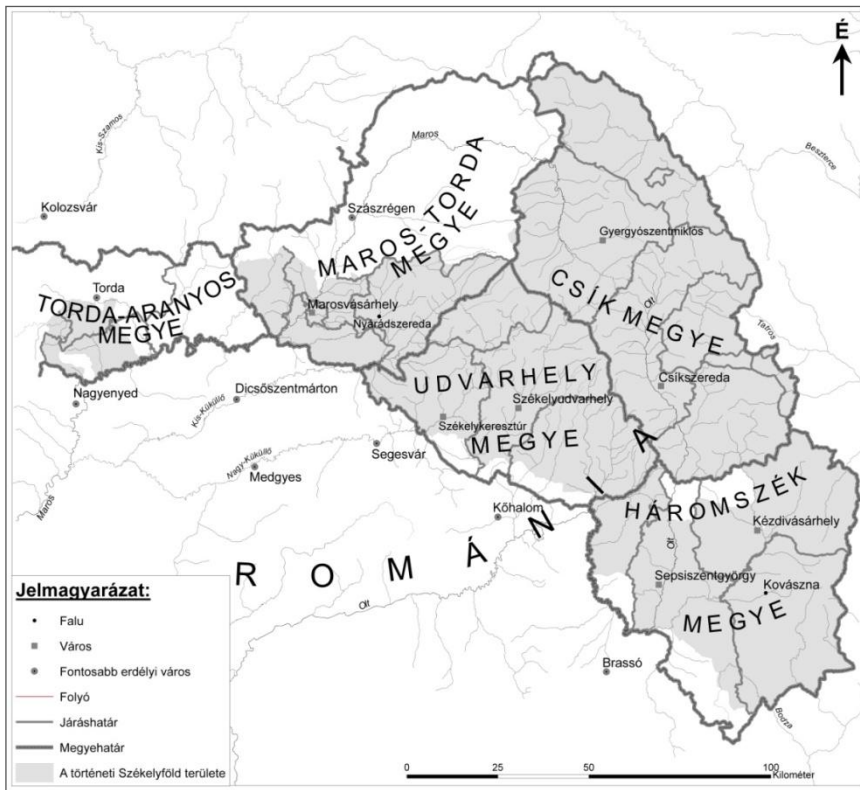 É
Kis-Szamos
Maros
Beszterce
Kolozsvár
Szászrégen
MAROS-TORDA
MEGYE
Gyergyószentmiklós
Torda
TORDA-ARANYOS
MEGYE
Marosvásárhely
Nyárádszereda
CSÍK MEGYE
Olt
Tatros
Nagyenyed
Dicsőszentmárton
Kis-Küküllő
UDVARHELY
MEGYE
Székelyudvarhely
Székelykeresztúr
Csíkszereda
Segesvár
Nagy-Küküllő
Medgyes
Maros
Kőhalom
ROMÁNIA
HÁROMSZÉK
MEGYE
Kézdivásárhely
Olt
Sepsiszentgyörgy
Kovászna
Olt
Brassó
Bodza
Jelmagyarázat:
Falu
Város
Fontosabb erdélyi város
Folyó
Járáshatár
Megyehatár
A történeti Székelyföld területe
0 25 50 100
Kilométer